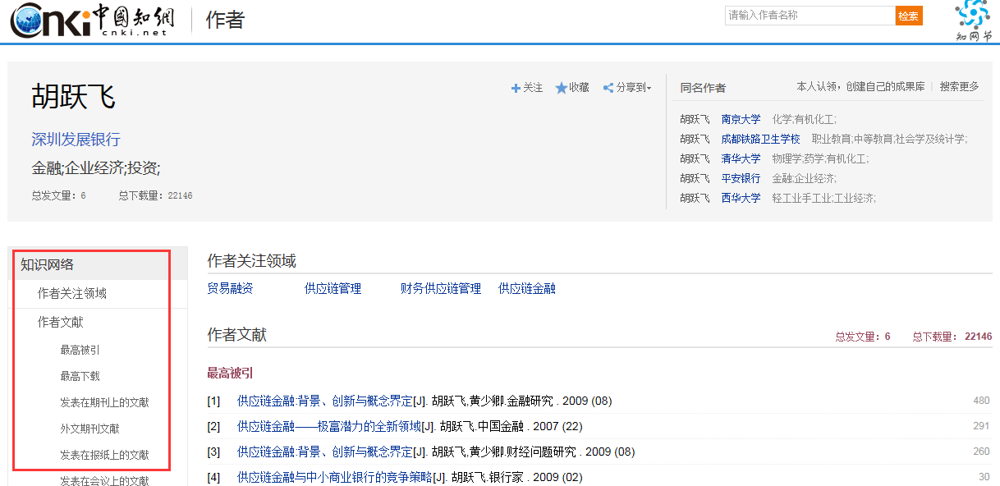 Cnki中國知網
cnki.net
作者
请输入作者名称
检索
知网节
胡跃飞
关注
收藏
分享到
深圳发展银行
金融;企业经济;投资;
总发文量：6 总下载量：22146
同名作者
本人认领，创建自己的成果库
搜索更多
胡跃飞 南京大学 化学;有机化工;
胡跃飞 成都铁路卫生学校 职业教育;中等教育;社会学及统计学;
胡跃飞 清华大学 物理学;药学;有机化工;
胡跃飞 平安银行 金融;企业经济;
胡跃飞 西华大学 轻工业手工业;工业经济;
知识网络
作者关注领域
作者文献
最高被引
最高下载
发表在期刊上的文献
外文期刊文献
发表在报纸上的文献
发表在会议上的文献
作者关注领域
贸易融资 供应链管理 财务供应链管理 供应链金融
作者文献
总发文量：6 总下载量：22146
最高被引
[1] 供应链金融:背景、创新与概念界定[J]. 胡跃飞,黄少卿.金融研究 . 2009 (08) 480
[2] 供应链金融——极富潜力的全新领域[J]. 胡跃飞.中国金融 . 2007 (22) 291
[3] 供应链金融:背景、创新与概念界定[J]. 胡跃飞,黄少卿.财经问题研究 . 2009 (08) 260
[4] 供应链金融与中小商业银行的竞争策略[J]. 胡跃飞.银行家 . 2009 (02) 30